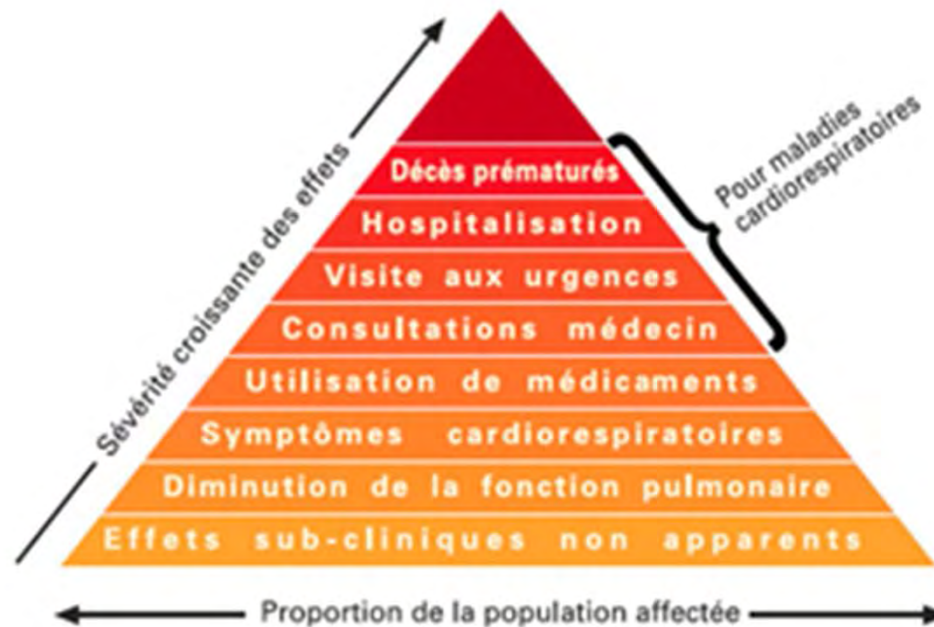 Sévérité croissante des effets
Pour maladies
cardiorespiratoires
Décès prématurés
Hospitalisation
Visite aux urgences
Consultations médecin
Utilisation de médicaments
Symptômes cardiorespiratoires
Diminution de la fonction pulmonaire
Effets sub-cliniques non apparents
Proportion de la population affectée